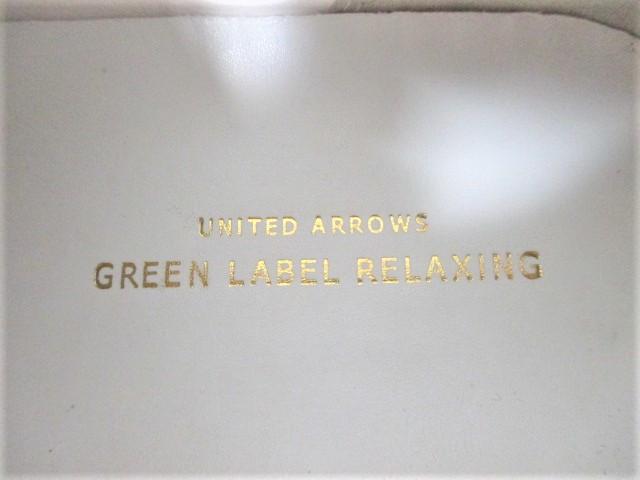 UNITED ARROWS
GREEN LABEL RELAXING